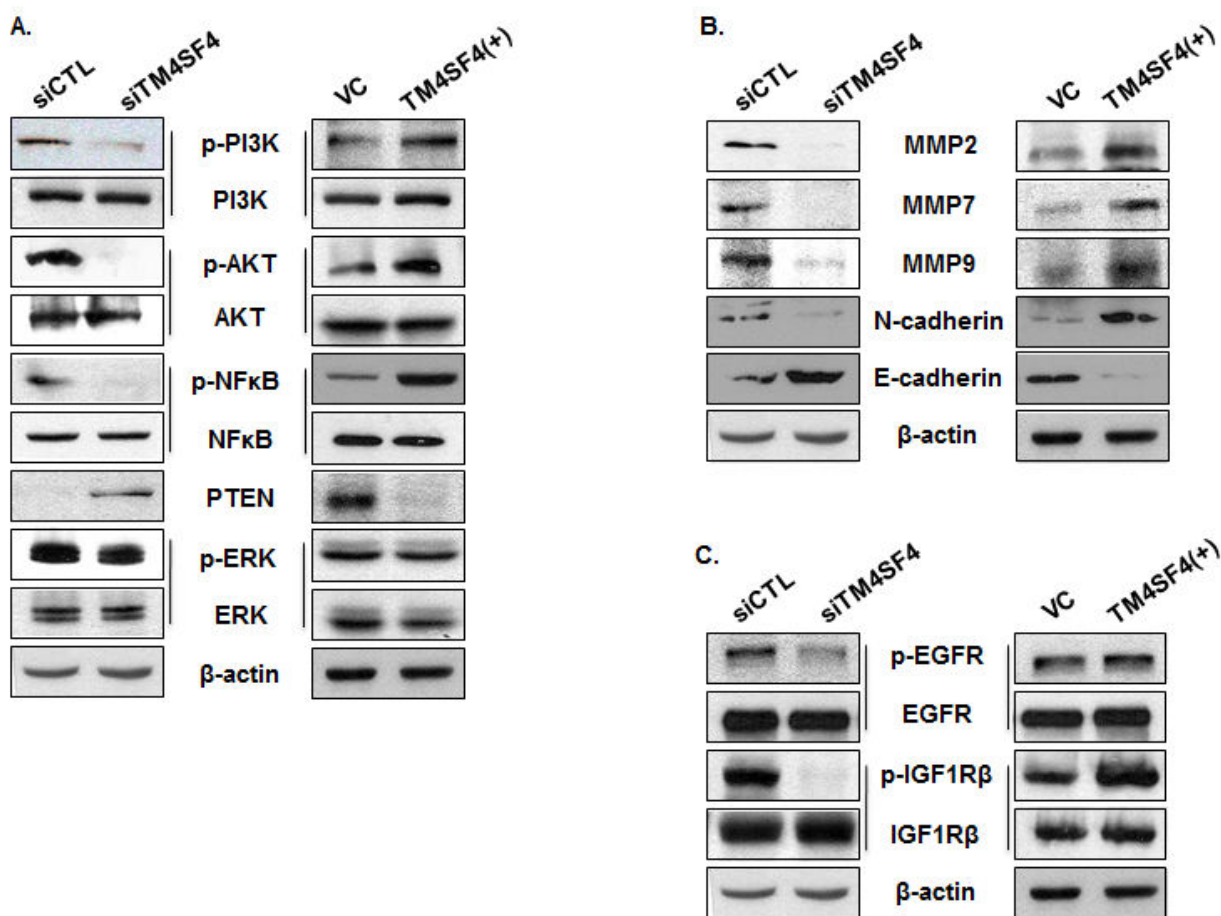 A.
siCTL siTM4SF4 VC TM4SF4(+)
p-PI3K
PI3K
p-AKT
AKT
p-NFκB
NFκB
PTEN
p-ERK
ERK
β-actin
B.
siCTL siTM4SF4 VC TM4SF4(+)
MMP2
MMP7
MMP9
N-cadherin
E-cadherin
β-actin
C.
siCTL siTM4SF4 VC TM4SF4(+)
p-EGFR
EGFR
p-IGF1Rβ
IGF1Rβ
β-actin